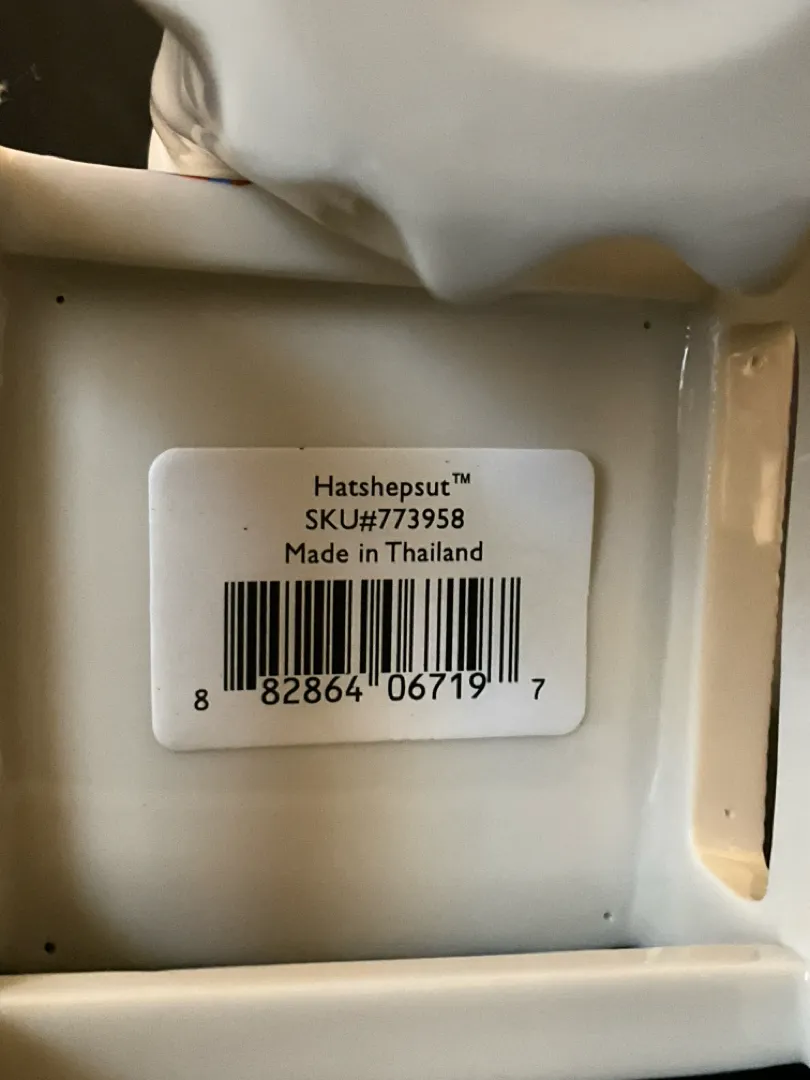 Hatshepsut™
SKU#773958
Made in Thailand
8 82864 06719 7